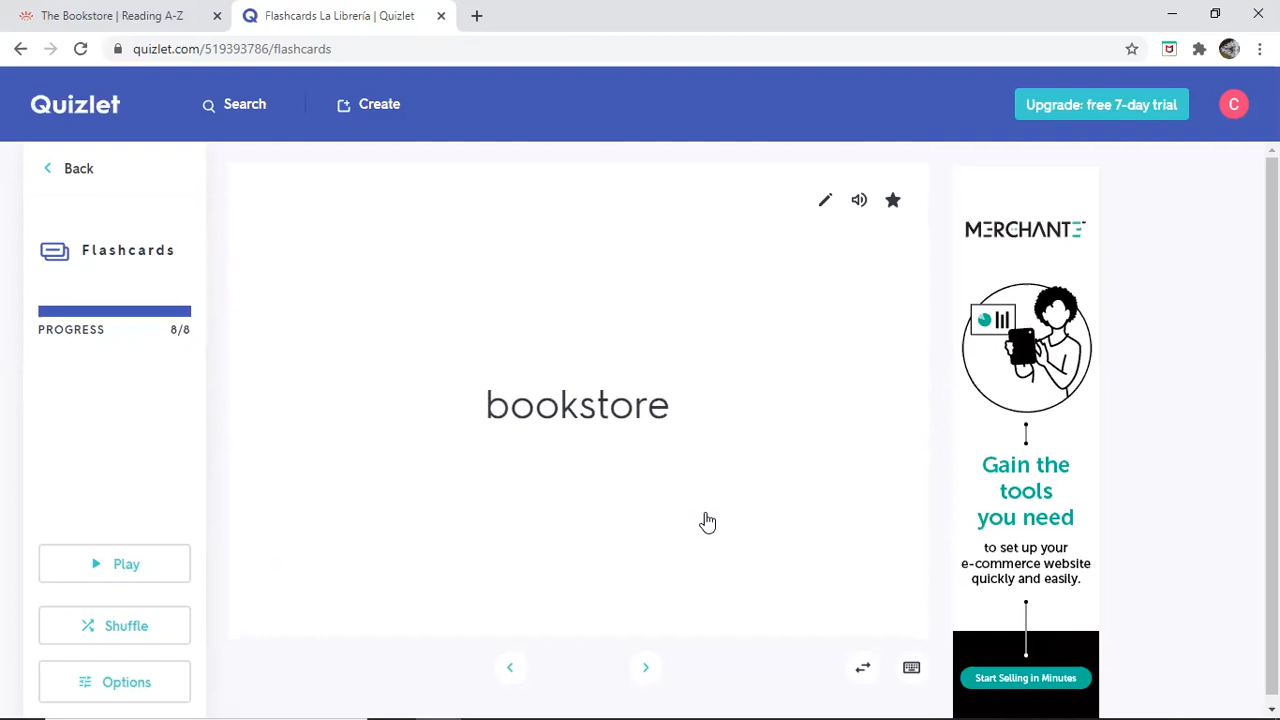 The Bookstore | Reading A-Z
Flashcards La Librería | Quizlet
quizlet.com/519393786/flashcards
Quizlet
Search
Create
Upgrade: free 7-day trial
C
Back
Flashcards
PROGRESS 8/8
Play
Shuffle
Options
bookstore
MERCHANTE
Gain the
tools
you need
to set up your
e-commerce website
quickly and easily.
Start Selling in Minutes